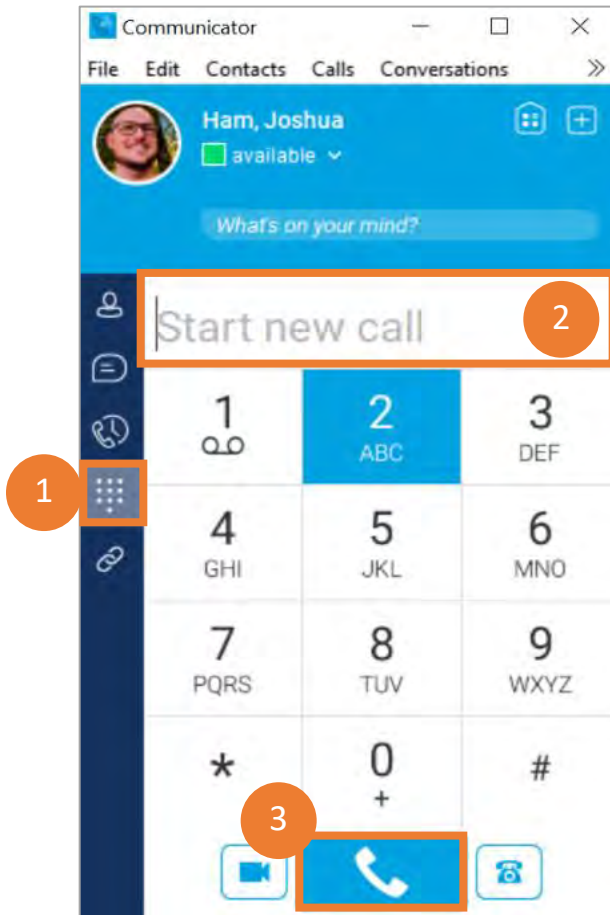 Communicator
File Edit Contacts Calls Conversations
Ham, Joshua
available
What's on your mind?
Start new call 2
1 2 3
ABC DEF
1
4 5 6
GHI JKL MNO
7 8 9
PQRS TUV WXYZ
* 0 #
+
3